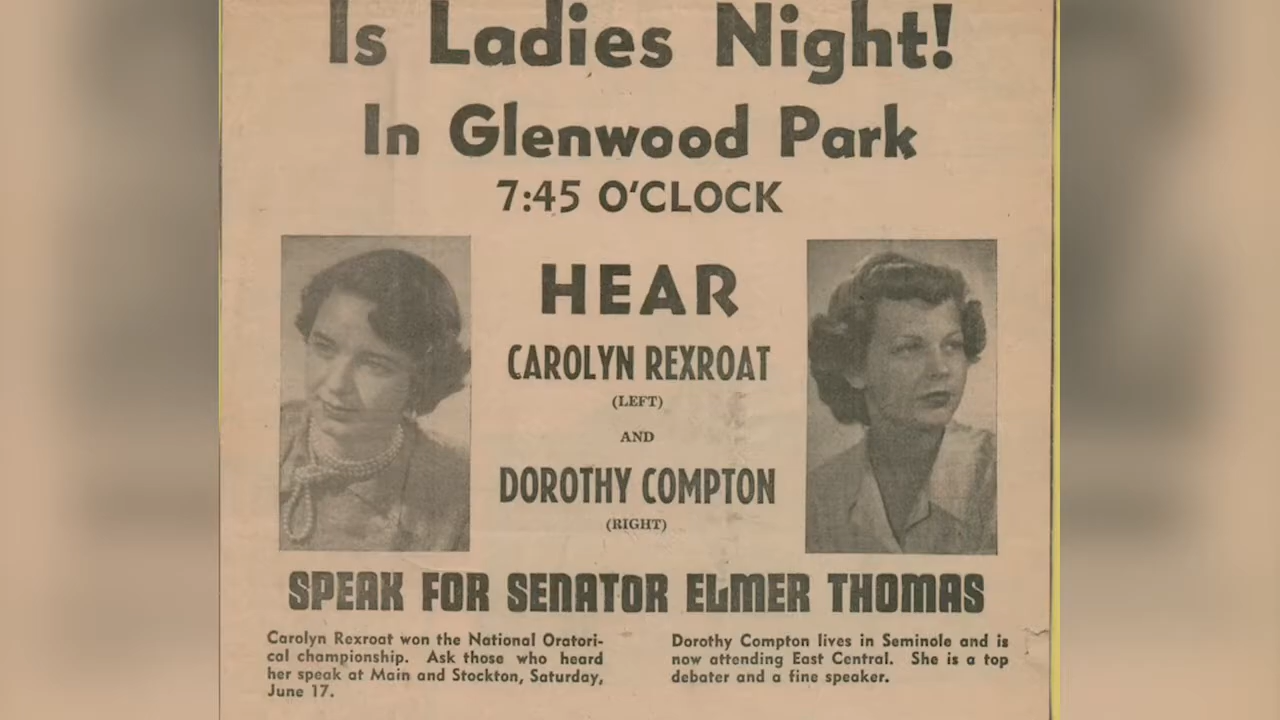 Is Ladies Night!
In Glenwood Park
7:45 O'CLOCK
HEAR
CAROLYN REXROAT
(LEFT)
AND
DOROTHY COMPTON
(RIGHT)
SPEAK FOR SENATOR ELMER THOMAS
Carolyn Rexroat won the National Oratori-
cal championship. Ask those who heard
her speak at Main and Stockton, Saturday,
June 17.
Dorothy Compton lives in Seminole and is
now attending East Central. She is a top
debater and a fine speaker.